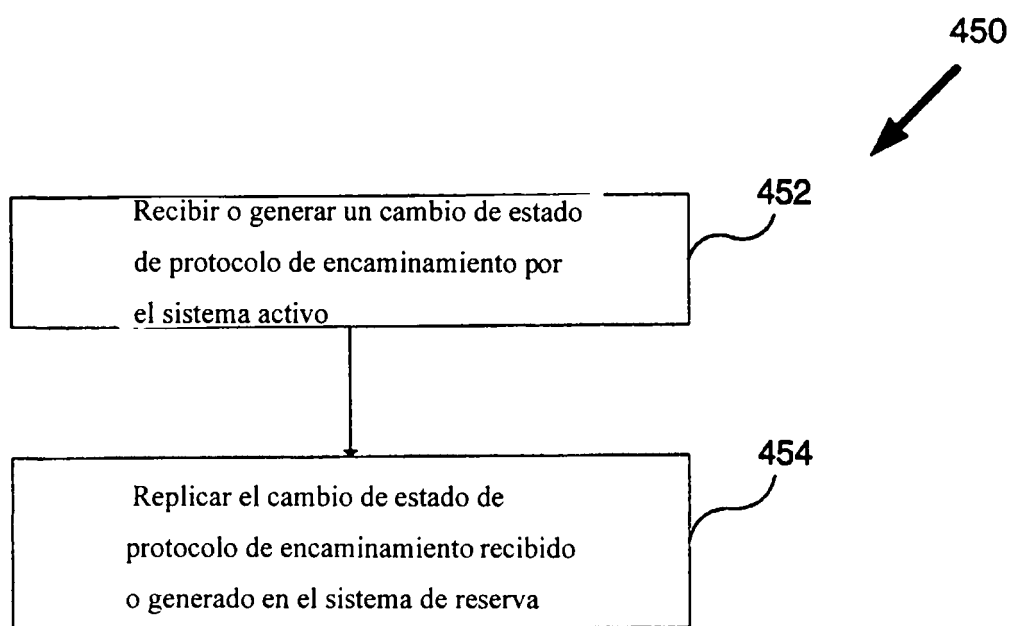 450
452
Recibir o generar un cambio de estado
de protocolo de encaminamiento por
el sistema activo
454
Replicar el cambio de estado de
protocolo de encaminamiento recibido
o generado en el sistema de reserva